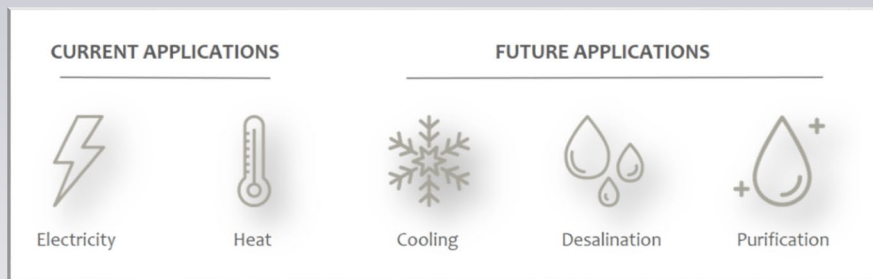 CURRENT APPLICATIONS
FUTURE APPLICATIONS
Electricity
Heat
Cooling
Desalination
Purification